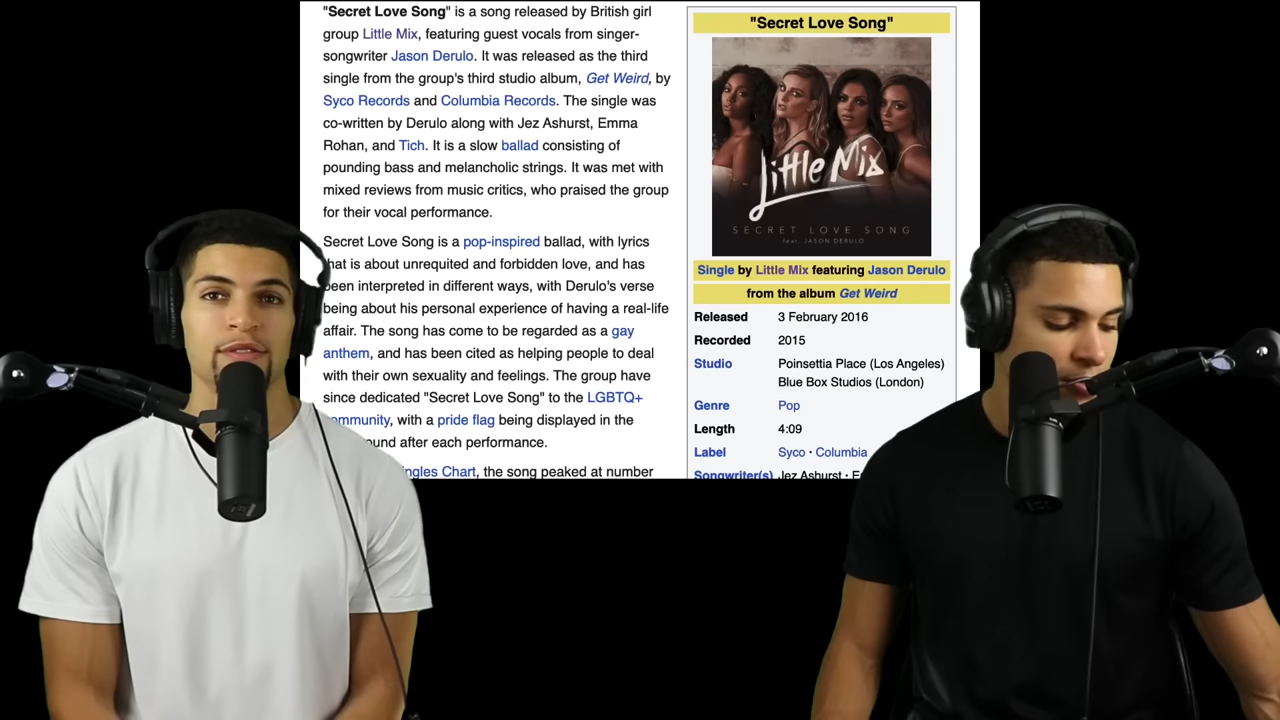 "Secret Love Song" is a song released by British girl
group Little Mix, featuring guest vocals from singer-
songwriter Jason Derulo. It was released as the third
single from the group's third studio album, Get Weird, by
Syco Records and Columbia Records. The single was
co-written by Derulo along with Jez Ashurst, Emma
Rohan, and Tich. It is a slow ballad consisting of
pounding bass and melancholic strings. It was met with
mixed reviews from music critics, who praised the group
for their vocal performance.
Secret Love Song is a pop-inspired ballad, with lyrics
that is about unrequited and forbidden love, and has
been interpreted in different ways, with Derulo's verse
being about his personal experience of having a real-life
affair. The song has come to be regarded as a gay
anthem, and has been cited as helping people to deal
with their own sexuality and feelings. The group have
since dedicated "Secret Love Song" to the LGBTQ+
ommunity, with a pride flag being displayed in the
ound after each performance.
ngles Chart, the song peaked at number
"Secret Love Song"
Little Mix
SECRET LOVE SONG
feat. JASON DERULO
Single by Little Mix featuring Jason Derulo
from the album Get Weird
Released 3 February 2016
Recorded 2015
Studio Poinsettia Place (Los Angeles)
Blue Box Studios (London)
Genre Pop
Length 4:09
Label Syco · Columbia
Songwriter(s) Jez Ashurst · E